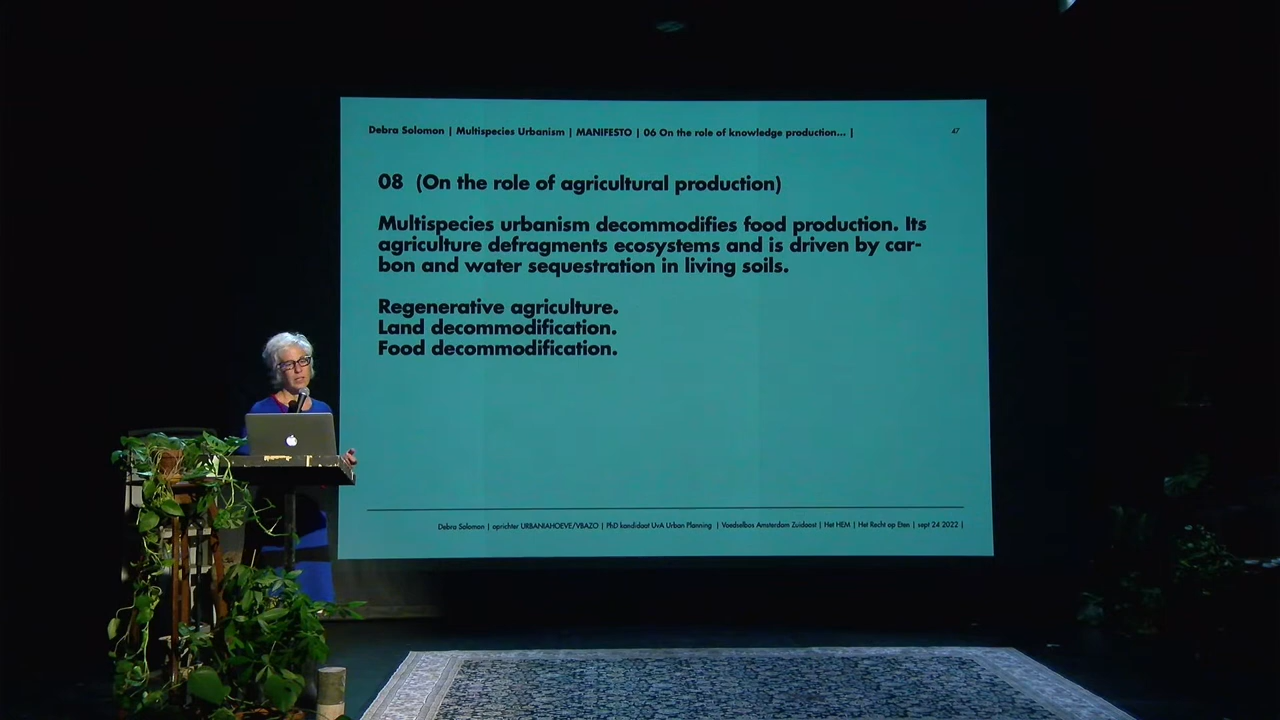 Debra Solomon | Multispecies Urbanism | MANIFESTO | 06 On the role of knowledge production... | 47
08 (On the role of agricultural production)
Multispecies urbanism decommodifies food production. Its
agriculture defragments ecosystems and is driven by car-
bon and water sequestration in living soils.
Regenerative agriculture.
Land decommodification.
Food decommodification.
Debra Solomon | oprichter URBANIAHOEVE/VBAZO | PhD kandidaat UvA Urban Planning | Voedselbos Amsterdam Zuidoost | Het HEM | Het Recht op Eten | sept 24 2022 |